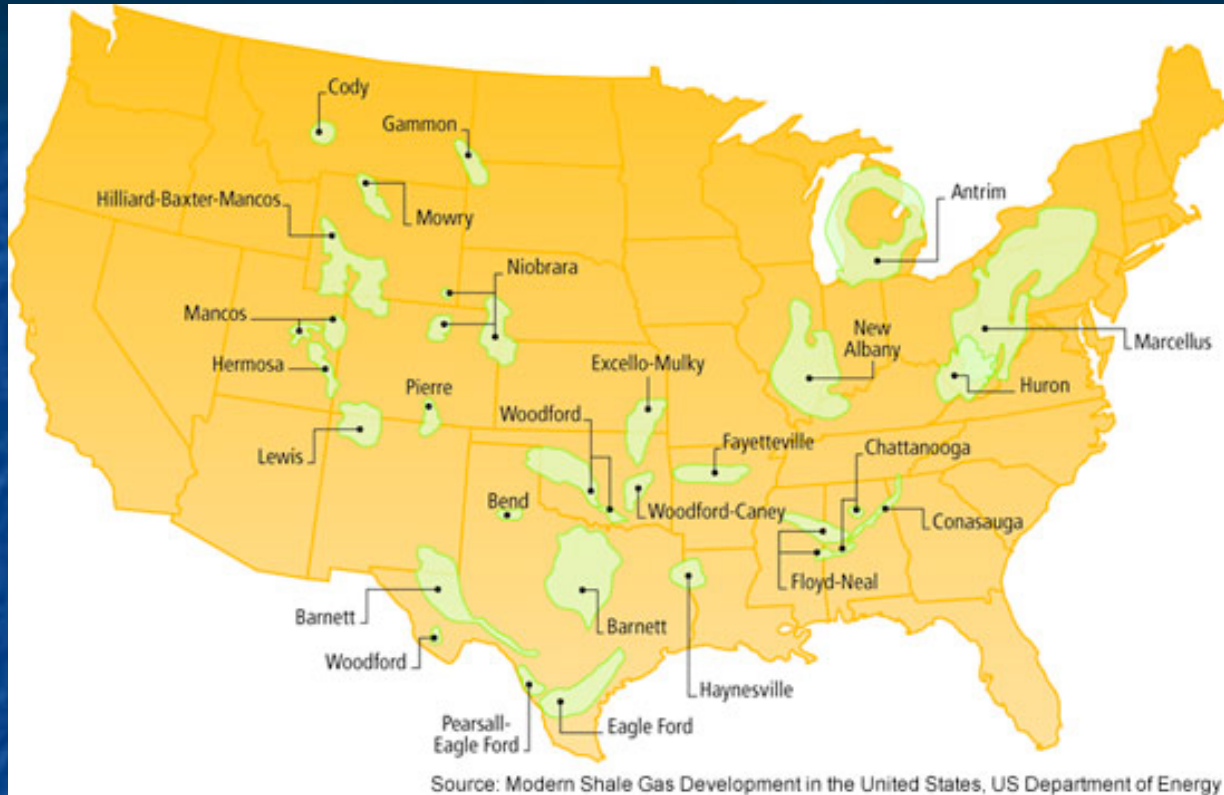 Cody
Gammon
Hilliard-Baxter-Mancos
Mowry
Antrim
Niobrara
Mancos
New
Albany
Marcellus
Hermosa
Excello-Mulky
Pierre
Huron
Woodford
Fayetteville
Chattanooga
Lewis
Bend
Woodford-Caney
Conasauga
Floyd-Neal
Barnett
Barnett
Woodford
Haynesville
Pearsall-
Eagle Ford
Eagle Ford
Source: Modern Shale Gas Development in the United States, US Department of Energy